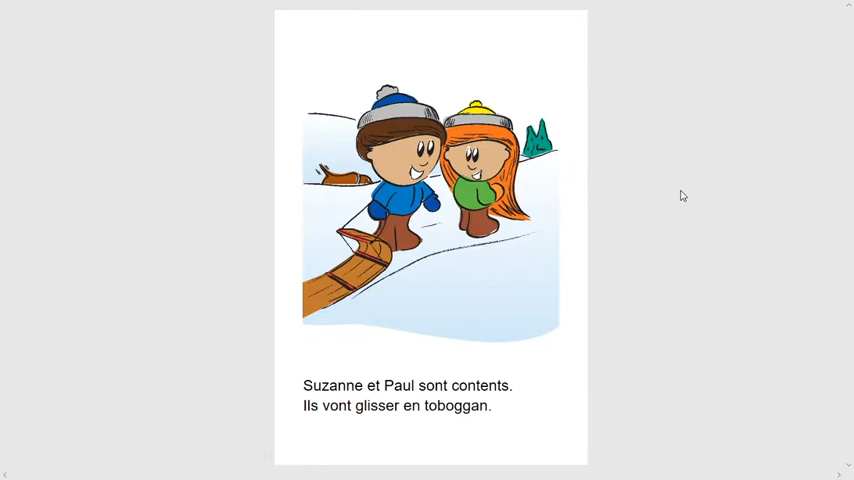 Suzanne et Paul sont contents.
Ils vont glisser en toboggan.